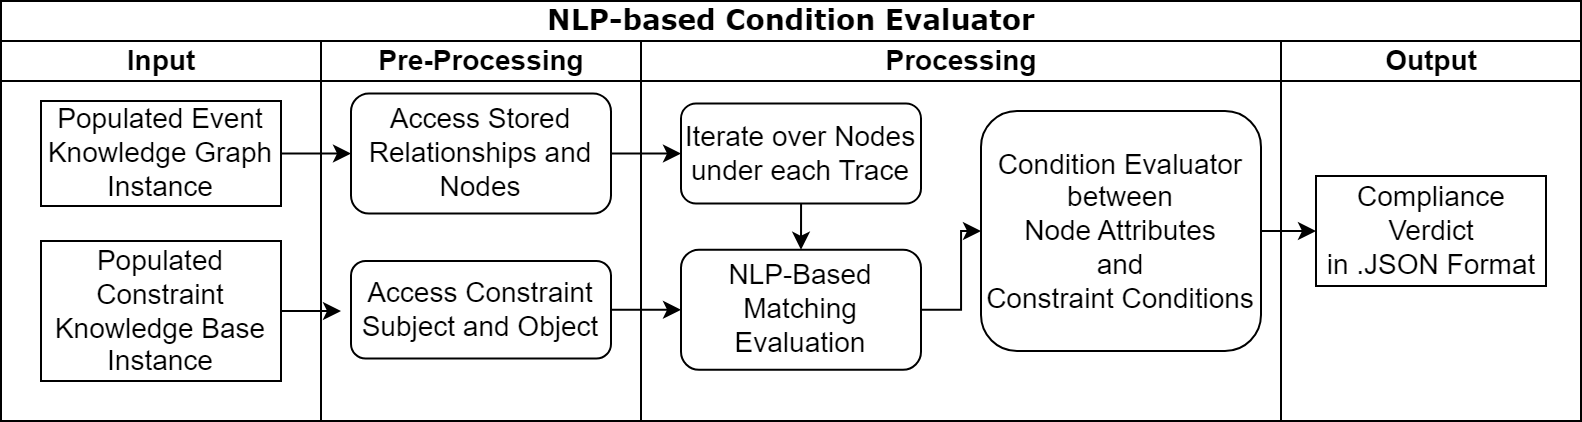 NLP-based Condition Evaluator
Input
Pre-Processing
Processing
Output
Populated Event
Knowledge Graph
Instance
Access Stored
Relationships and
Nodes
Iterate over Nodes
under each Trace
Condition Evaluator
between
Node Attributes
and
Constraint Conditions
Compliance
Verdict
in .JSON Format
Populated
Constraint
Knowledge Base
Instance
Access Constraint
Subject and Object
NLP-Based
Matching
Evaluation